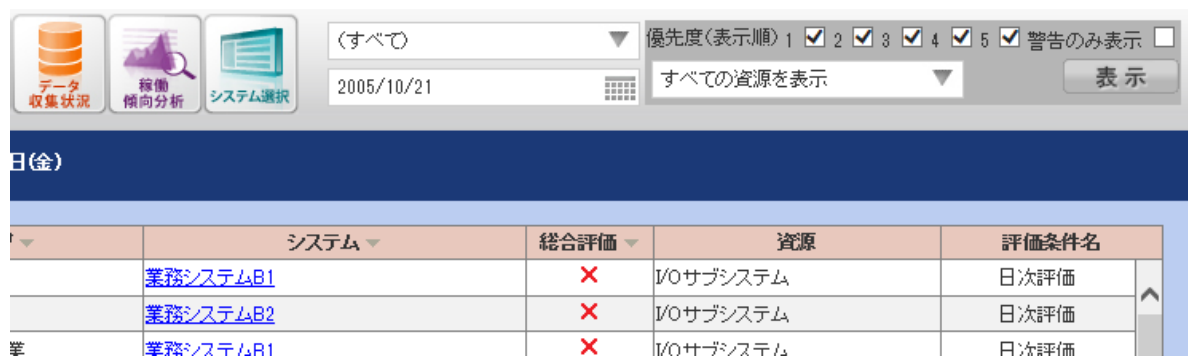 データ
収集状況
稼働
傾向分析
システム選択
(すべて)
2005/10/21
優先度(表示順) 1 2 3 4 5 警告のみ表示
すべての資源を表示
表示
日(金)
システム 総合評価 資源 評価条件名
業務システムB1 × I/Oサブシステム 日次評価
業務システムB2 × I/Oサブシステム 日次評価
業 業務システムB1 × I/Oサブシステム 日次評価